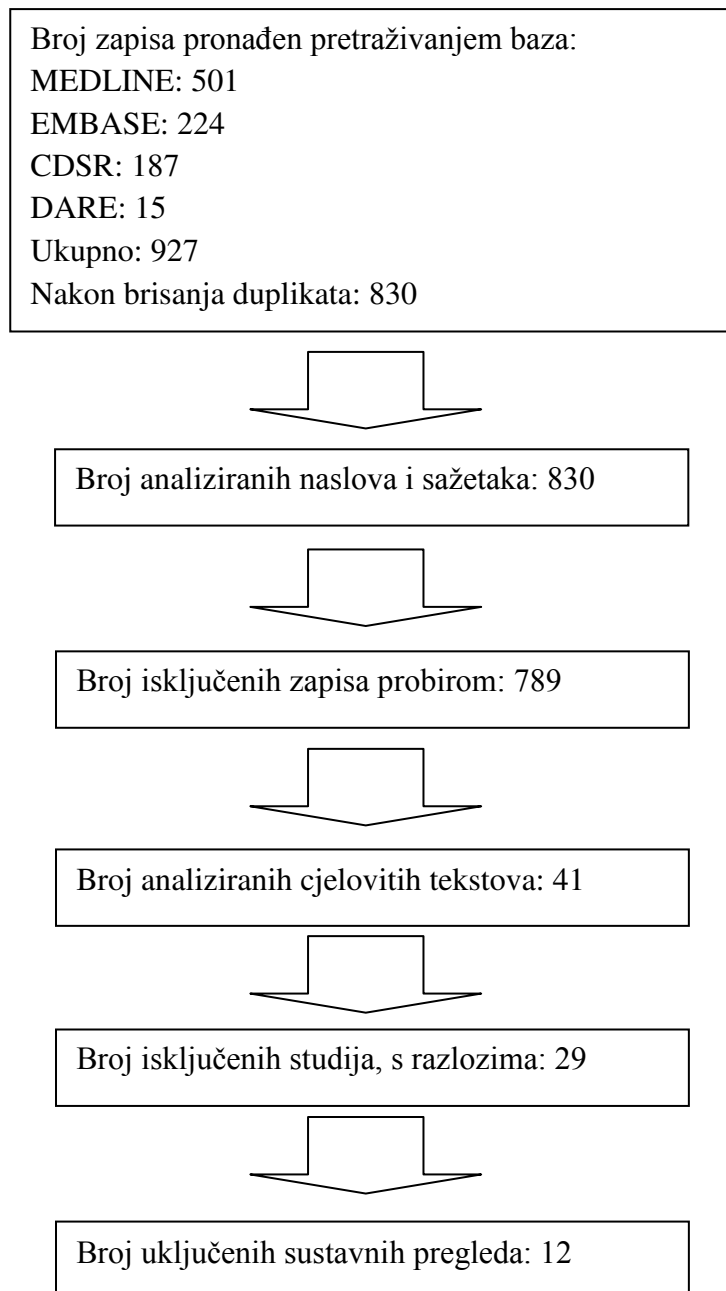 Broj zapisa pronađen pretraživanjem baza:
MEDLINE: 501
EMBASE: 224
CDSR: 187
DARE: 15
Ukupno: 927
Nakon brisanja duplikata: 830
Broj analiziranih naslova i sažetaka: 830
Broj isključenih zapisa probirom: 789
Broj analiziranih cjelovitih tekstova: 41
Broj isključenih studija, s razlozima: 29
Broj uključenih sustavnih pregleda: 12